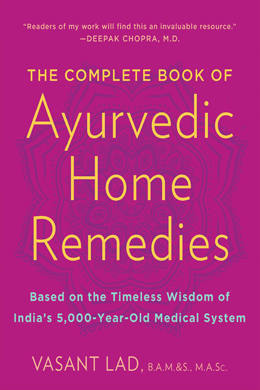 “Readers of my work will find this an invaluable resource.”
—DEEPAK CHOPRA, M.D.
THE COMPLETE BOOK OF
Ayurvedic
Home
Remedies
Based on the Timeless Wisdom of
India’s 5,000-Year-Old Medical System
VASANT LAD, B.A.M.&S., M.A.Sc.